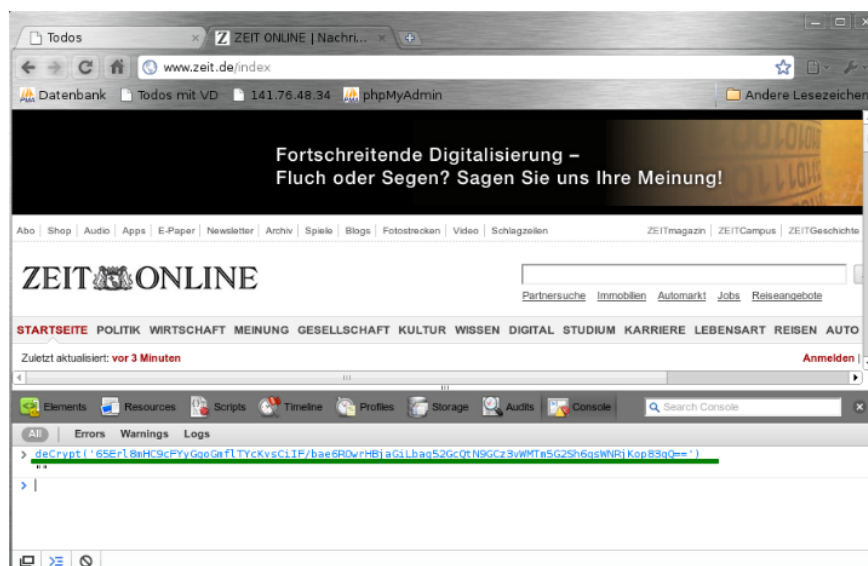 Todos
ZEIT ONLINE | Nachri...
www.zeit.de/index
Datenbank Todos mit VD 141.76.48.34 phpMyAdmin Andere Lesezeichen
Fortschreitende Digitalisierung –
Fluch oder Segen? Sagen Sie uns Ihre Meinung!
Abo | Shop | Audio | Apps | E-Paper | Newsletter | Archiv | Spiele | Blogs | Fotostrecken | Video | Schlagzeilen ZEITmagazin | ZEITCampus | ZEITGeschichte
ZEIT ONLINE
Partnersuche Immobilien Automarkt Jobs Reiseangebote
STARTSEITE POLITIK WIRTSCHAFT MEINUNG GESELLSCHAFT KULTUR WISSEN DIGITAL STUDIUM KARRIERE LEBENSART REISEN AUTO
Zuletzt aktualisiert: vor 3 Minuten Anmelden |
Elements Resources Scripts Timeline Profiles Storage Audits Console Search Console
All Errors Warnings Logs
> deCrypt('65Erl8mHC9cFYyGqoGmflTYcKvsCiIF/bae6ROwrHBjaGiLbaq52GcQtN9GCz3vWMTm5G2Sh6qsWNRjKop83qQ==')
""
>